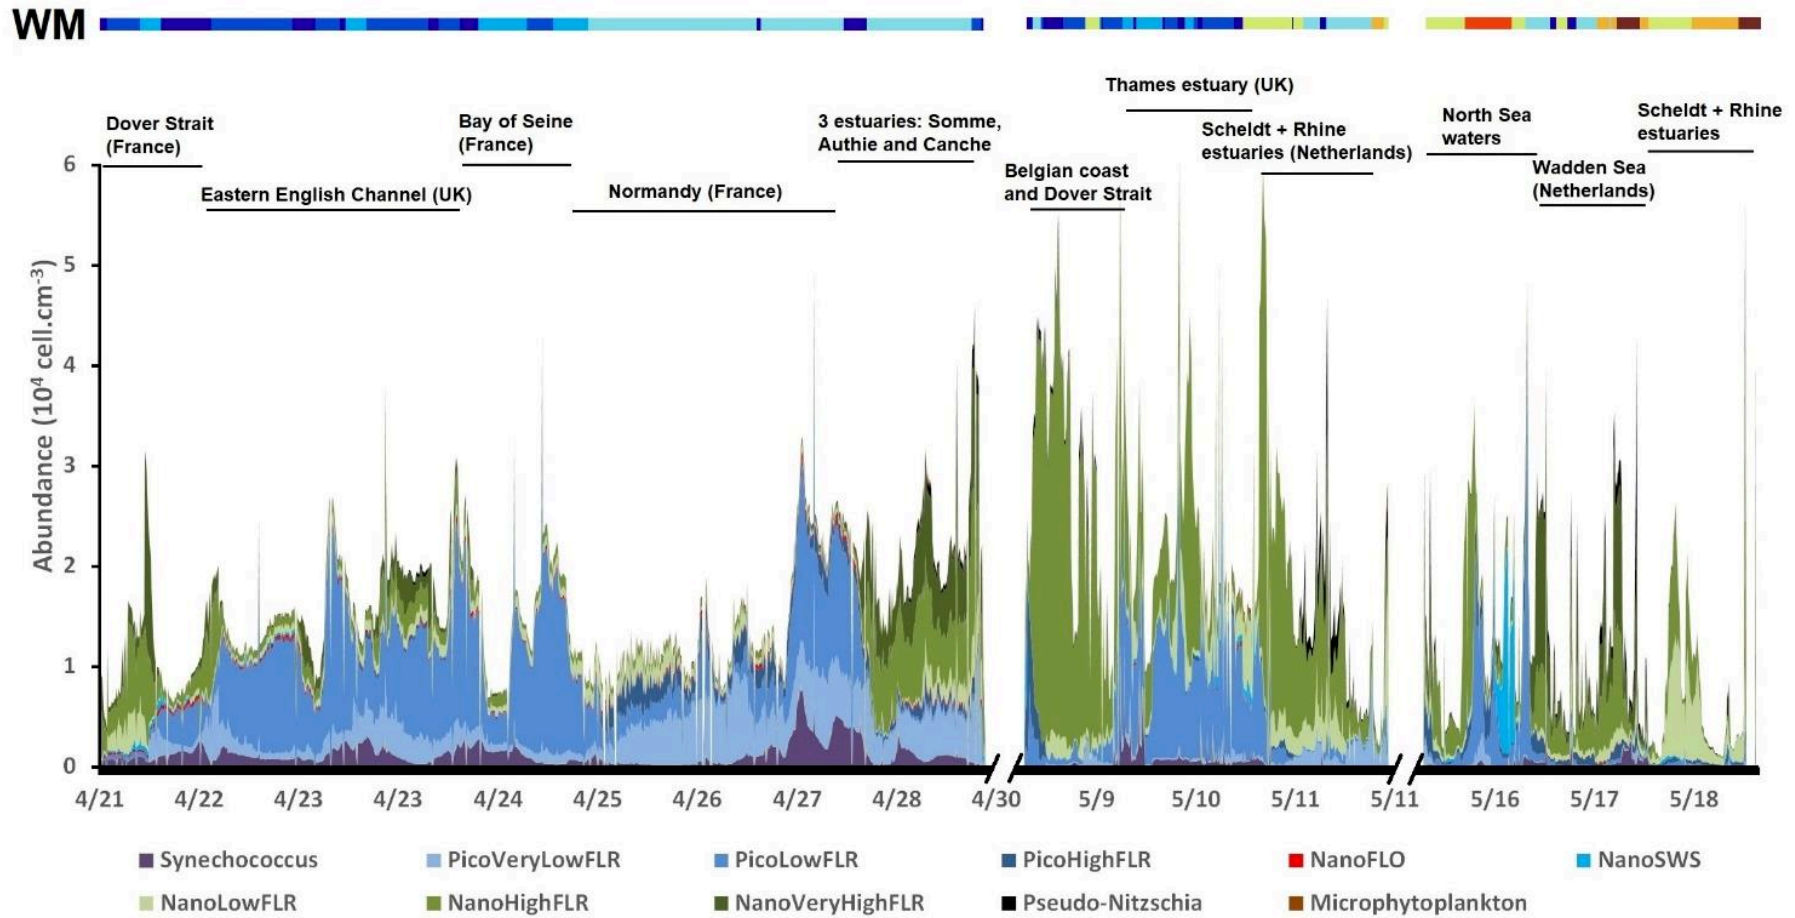 WM
Thames estuary (UK)
Dover Strait
(France)
Bay of Seine
(France)
3 estuaries: Somme,
Authie and Canche
Scheldt + Rhine
estuaries (Netherlands)
North Sea
waters
Scheldt + Rhine
estuaries
Eastern English Channel (UK)
Normandy (France)
Belgian coast
and Dover Strait
Wadden Sea
(Netherlands)
Abundance (10⁴ cell.cm⁻³)
6
5
4
3
2
1
0
4/21 4/22 4/23 4/23 4/24 4/25 4/26 4/27 4/28 4/30 5/9 5/10 5/11 5/11 5/16 5/17 5/18
Synechococcus PicoVeryLowFLR PicoLowFLR PicoHighFLR NanoFLO NanoSWS
NanoLowFLR NanoHighFLR NanoVeryHighFLR Pseudo-Nitzschia Microphytoplankton